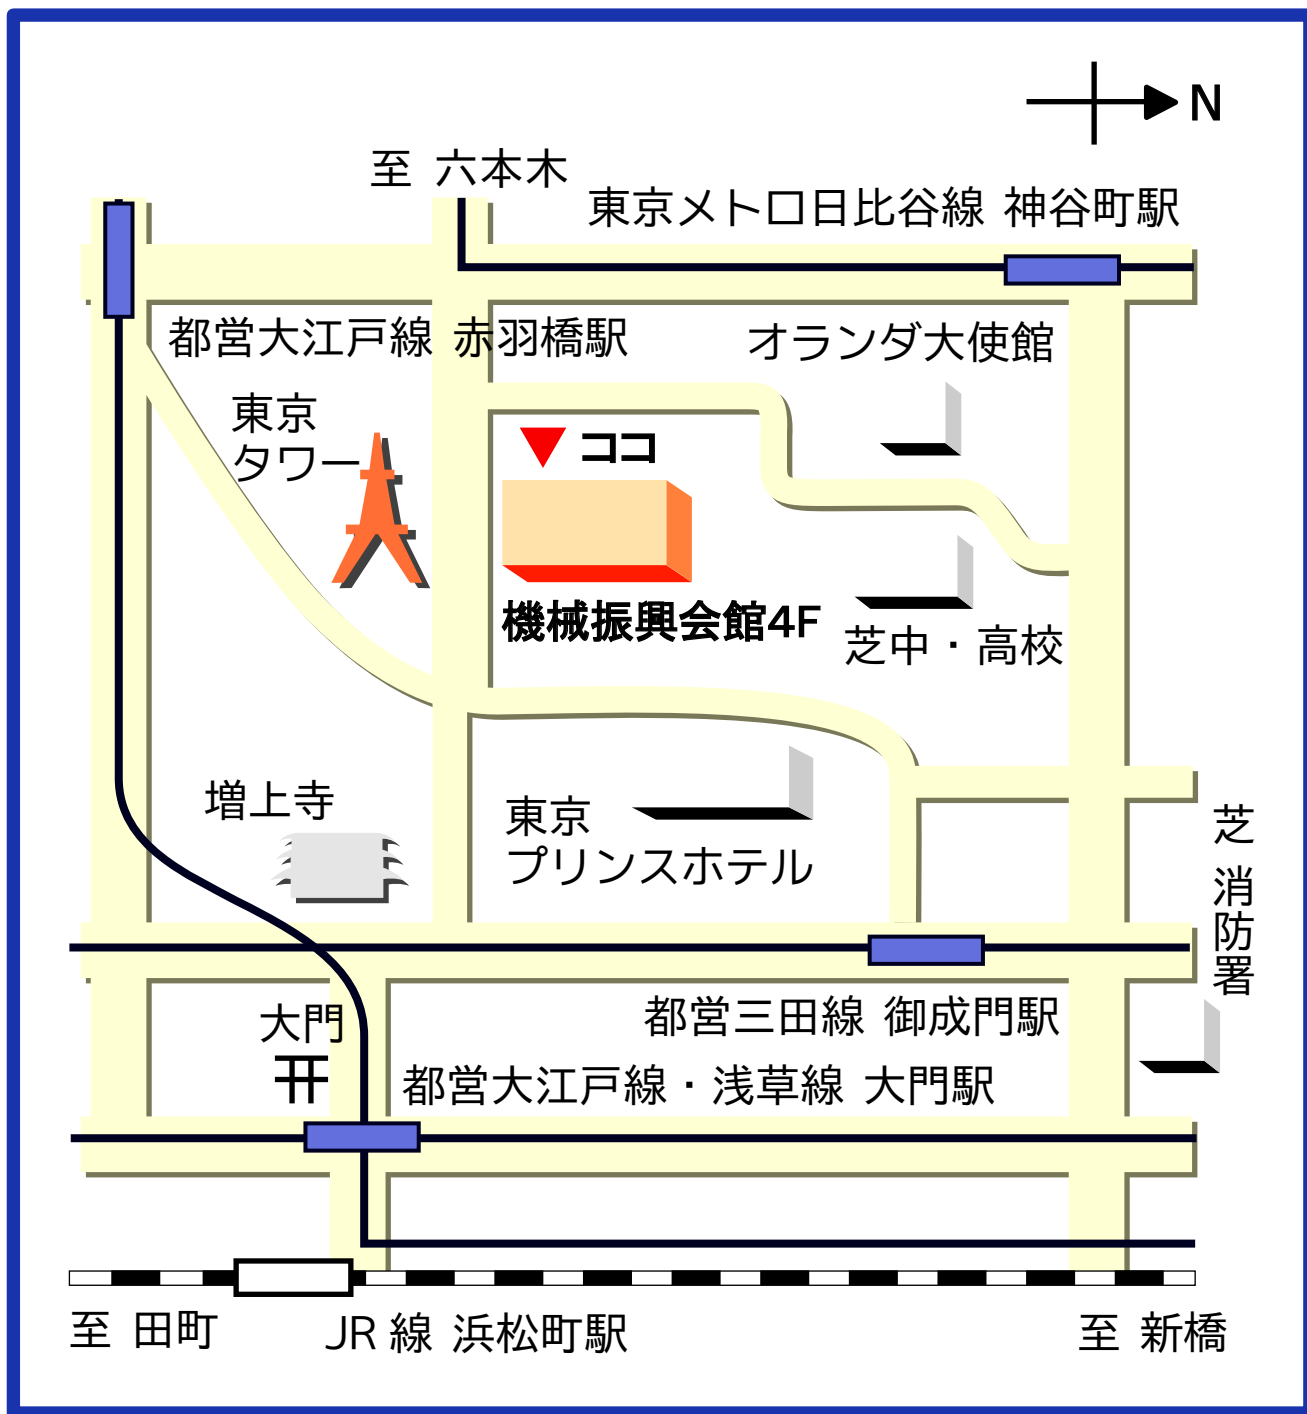 N
至 六本木
東京メトロ日比谷線 神谷町駅
都営大江戸線 赤羽橋駅
オランダ大使館
東京
タワー
ココ
機械振興会館4F
芝中・高校
増上寺
東京
プリンスホテル
芝 消防署
都営三田線 御成門駅
大門
都営大江戸線・浅草線 大門駅
至 田町
JR線 浜松町駅
至 新橋